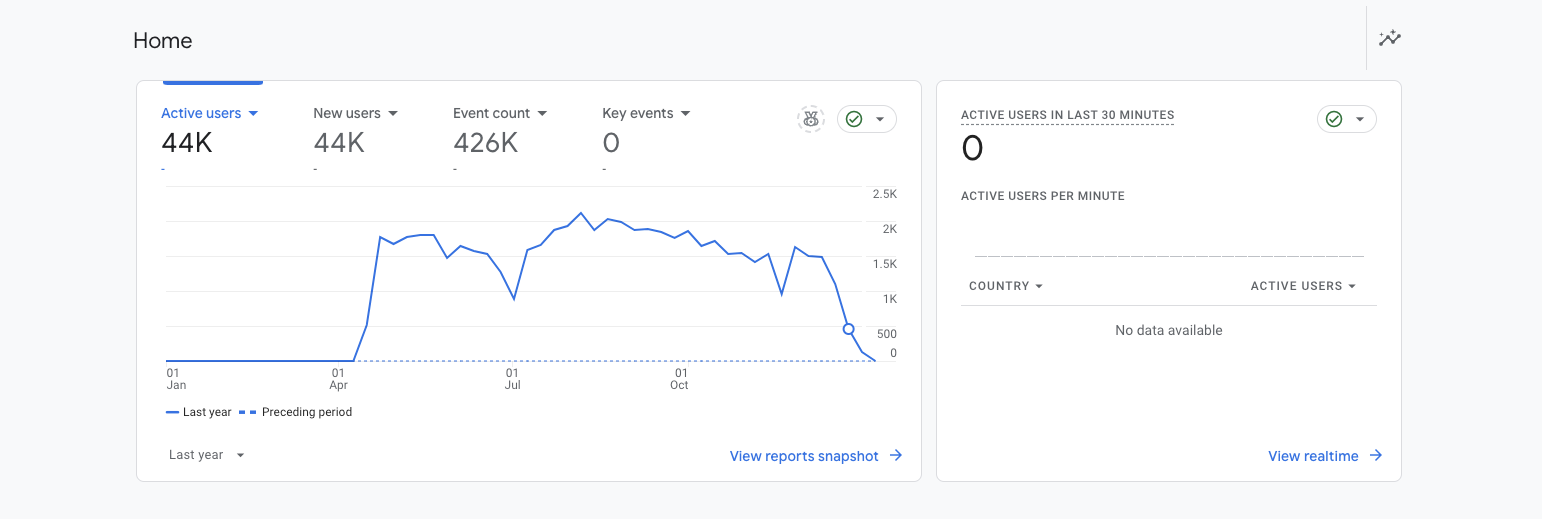 Home
Active users
44K
-
New users
44K
-
Event count
426K
-
Key events
0
-
2.5K
2K
1.5K
1K
500
0
01
Jan
01
Apr
01
Jul
01
Oct
Last year
Preceding period
Last year
View reports snapshot
ACTIVE USERS IN LAST 30 MINUTES
0
ACTIVE USERS PER MINUTE
COUNTRY
ACTIVE USERS
No data available
View realtime